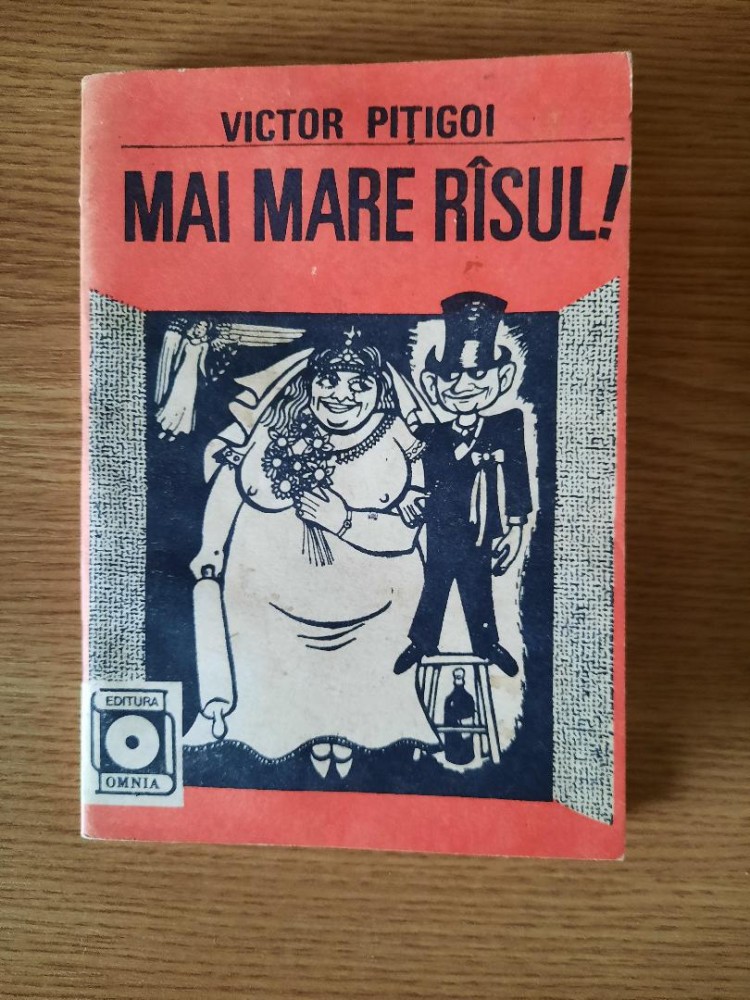 VICTOR PIȚIGOI
MAI MARE RÎSUL!
EDITURA
OMNIA